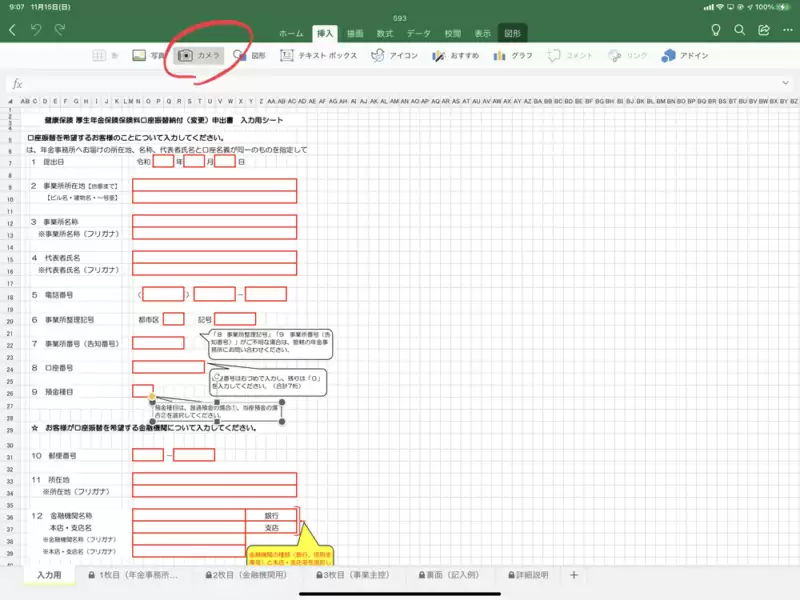 9:07 11月15日(日)
100%
593
ホーム 挿入 描画 数式 データ 校閲 表示 図形
表 写真 カメラ 図形 テキスト ボックス アイコン おすすめ グラフ コメント リンク アドイン
fx
健康保険 厚生年金保険保険料口座振替納付（変更）申出書 入力用シート
口座振替を希望するお客様のことについて入力してください。
は、年金事務所へお届けの所在地、名称、代表者氏名と口座名義が同一のものを指定して
1 提出日 令和 年 月 日
2 事業所所在地【地番まで】
【ビル名・建物名・〜号室】
3 事業所名称
※事業所名称（フリガナ）
4 代表者氏名
※代表者氏名（フリガナ）
5 電話番号 （ ） －
6 事業所整理記号 都市区 記号
「8 事業所整理記号」「9 事業所番号（告
知番号）」がご不明な場合は、管轄の年金事
務所にお問い合わせください。
7 事業所番号（告知番号）
8 口座番号
番号は右づめで入力し、残りは「0」
を入力してください。（合計7桁）
9 預金種目
預金種目は、普通預金の場合①、当座預金の場
合②を選択してください。
☆ お客様が口座振替を希望する金融機関について入力してください。
10 郵便番号 －
11 所在地
※所在地（フリガナ）
12 金融機関名称 銀行
本店・支店名 支店
※金融機関名称（フリガナ）
※本店・支店名（フリガナ）
金融機関の種類（銀行、信用金
庫等）と本店・支店等を選択し
入力用 1枚目（年金事務所... 2枚目（金融機関用） 3枚目（事業主控） 裏面（記入例） 詳細説明 +